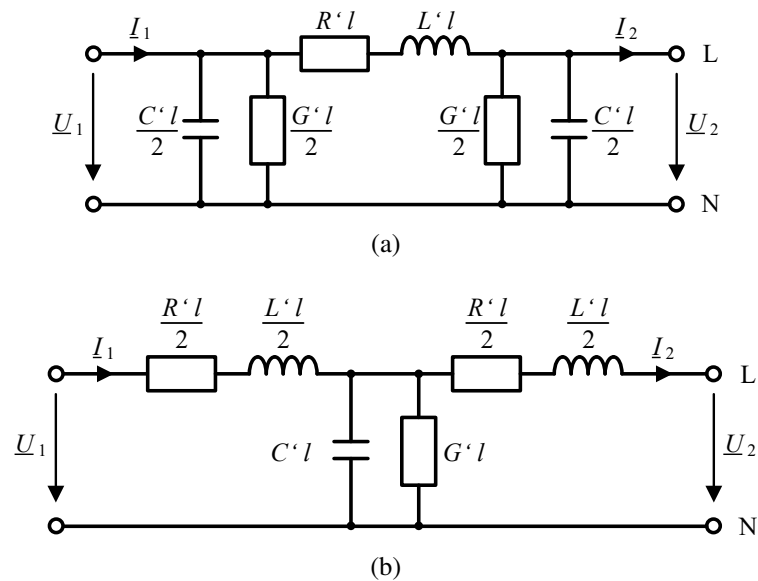 I1 R‘l L‘l I2 L
U1 C‘l/2 G‘l/2 G‘l/2 C‘l/2 U2
N
(a)
R‘l/2 L‘l/2 R‘l/2 L‘l/2
I1 I2 L
U1 C‘l G‘l U2
N
(b)